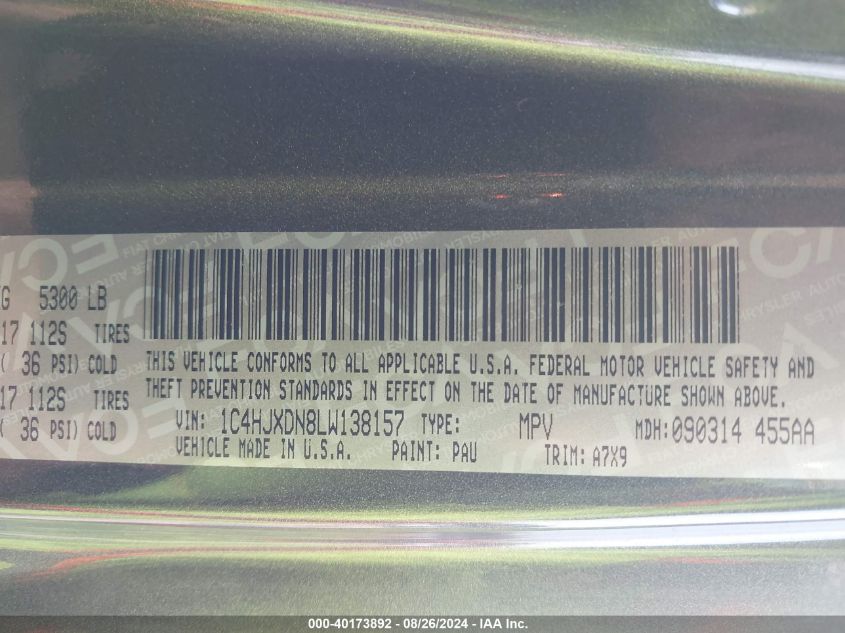 G 5300 LB
17 112S TIRES
( 36 PSI) COLD
17 112S TIRES
( 36 PSI) COLD
THIS VEHICLE CONFORMS TO ALL APPLICABLE U.S.A. FEDERAL MOTOR VEHICLE SAFETY AND
THEFT PREVENTION STANDARDS IN EFFECT ON THE DATE OF MANUFACTURE SHOWN ABOVE.
VIN: 1C4HJXDN8LW138157 TYPE: MPV MDH: 090314 455AA
VEHICLE MADE IN U.S.A. PAINT: PAU TRIM: A7X9
000-40173892 - 08/26/2024 - IAA Inc.